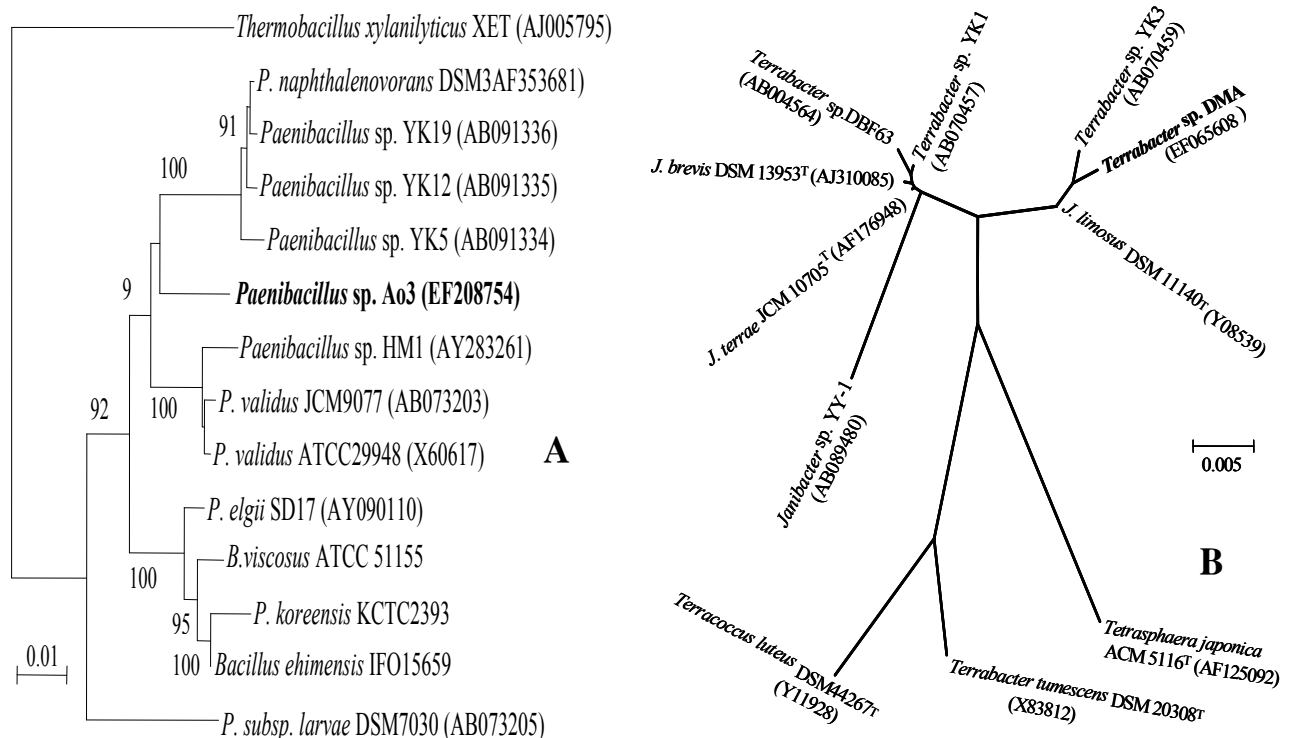 Thermobacillus xylanilyticus XET (AJ005795)
P. naphthalenovorans DSM3AF353681)
91
Paenibacillus sp. YK19 (AB091336)
100
Paenibacillus sp. YK12 (AB091335)
Paenibacillus sp. YK5 (AB091334)
9
Paenibacillus sp. Ao3 (EF208754)
Paenibacillus sp. HM1 (AY283261)
100
92
P. validus JCM9077 (AB073203)
P. validus ATCC29948 (X60617)
A
P. elgii SD17 (AY090110)
B.viscosus ATCC 51155
100
P. koreensis KCTC2393
95
100
Bacillus ehimensis IFO15659
0.01
P. subsp. larvae DSM7030 (AB073205)
Terrabacter sp.DBF63
(AB004564)
Terrabacter sp. YK1
(AB070457)
Terrabacter sp. YK3
(AB070459)
Terrabacter sp. DMA
(EF065608 )
J. brevis DSM 13953T (AJ310085)
J. terrae JCM 10705T (AF176948)
J. limosus DSM 11140T (Y08539)
Janibacter sp. YY-1
(AB089480)
0.005
B
Terracoccus luteus DSM44267T
(Y11928)
Terrabacter tumescens DSM 20308T
(X83812)
Tetrasphaera japonica
ACM 5116T (AF125092)